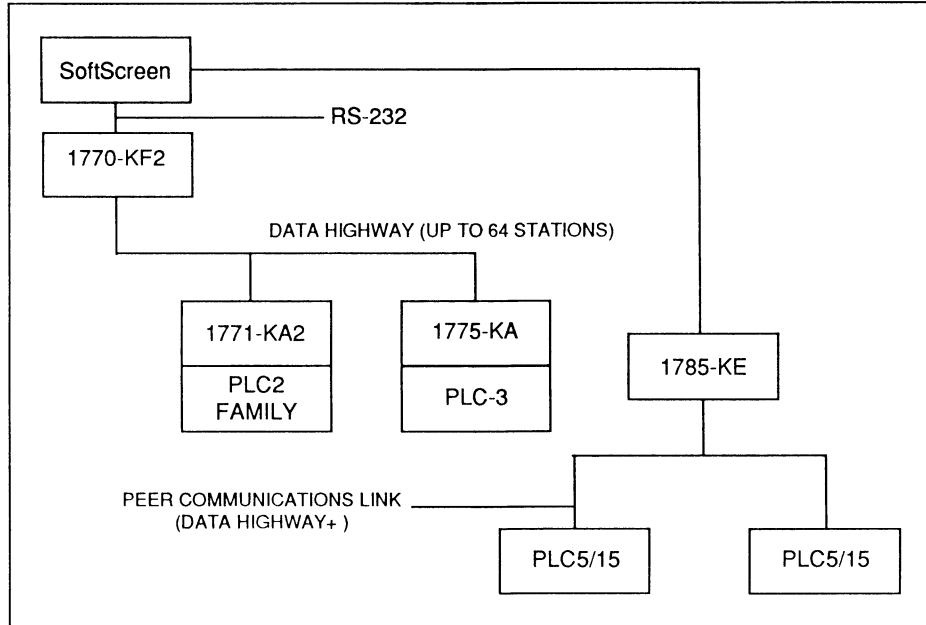 SoftScreen
RS-232
1770-KF2
DATA HIGHWAY (UP TO 64 STATIONS)
1771-KA2
PLC2
FAMILY
1775-KA
PLC-3
1785-KE
PEER COMMUNICATIONS LINK
(DATA HIGHWAY+ )
PLC5/15
PLC5/15